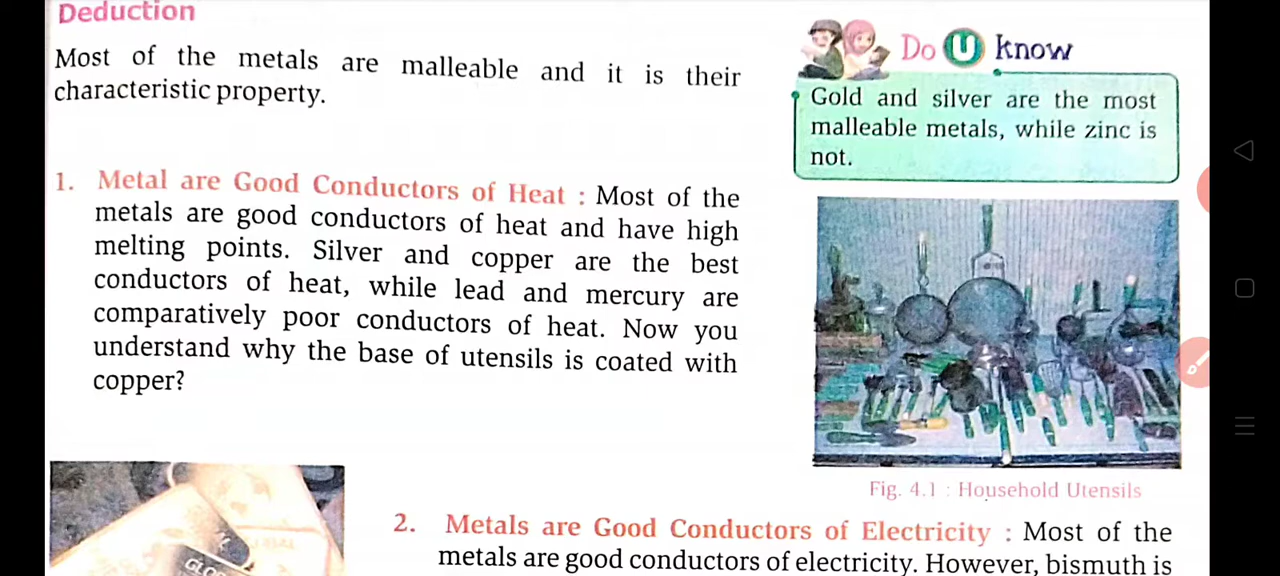 Deduction
Most of the metals are malleable and it is their
characteristic property.
Do U know
Gold and silver are the most
malleable metals, while zinc is
not.
1. Metal are Good Conductors of Heat : Most of the
metals are good conductors of heat and have high
melting points. Silver and copper are the best
conductors of heat, while lead and mercury are
comparatively poor conductors of heat. Now you
understand why the base of utensils is coated with
copper?
Fig. 4.1 : Household Utensils
2. Metals are Good Conductors of Electricity : Most of the
metals are good conductors of electricity. However, bismuth is